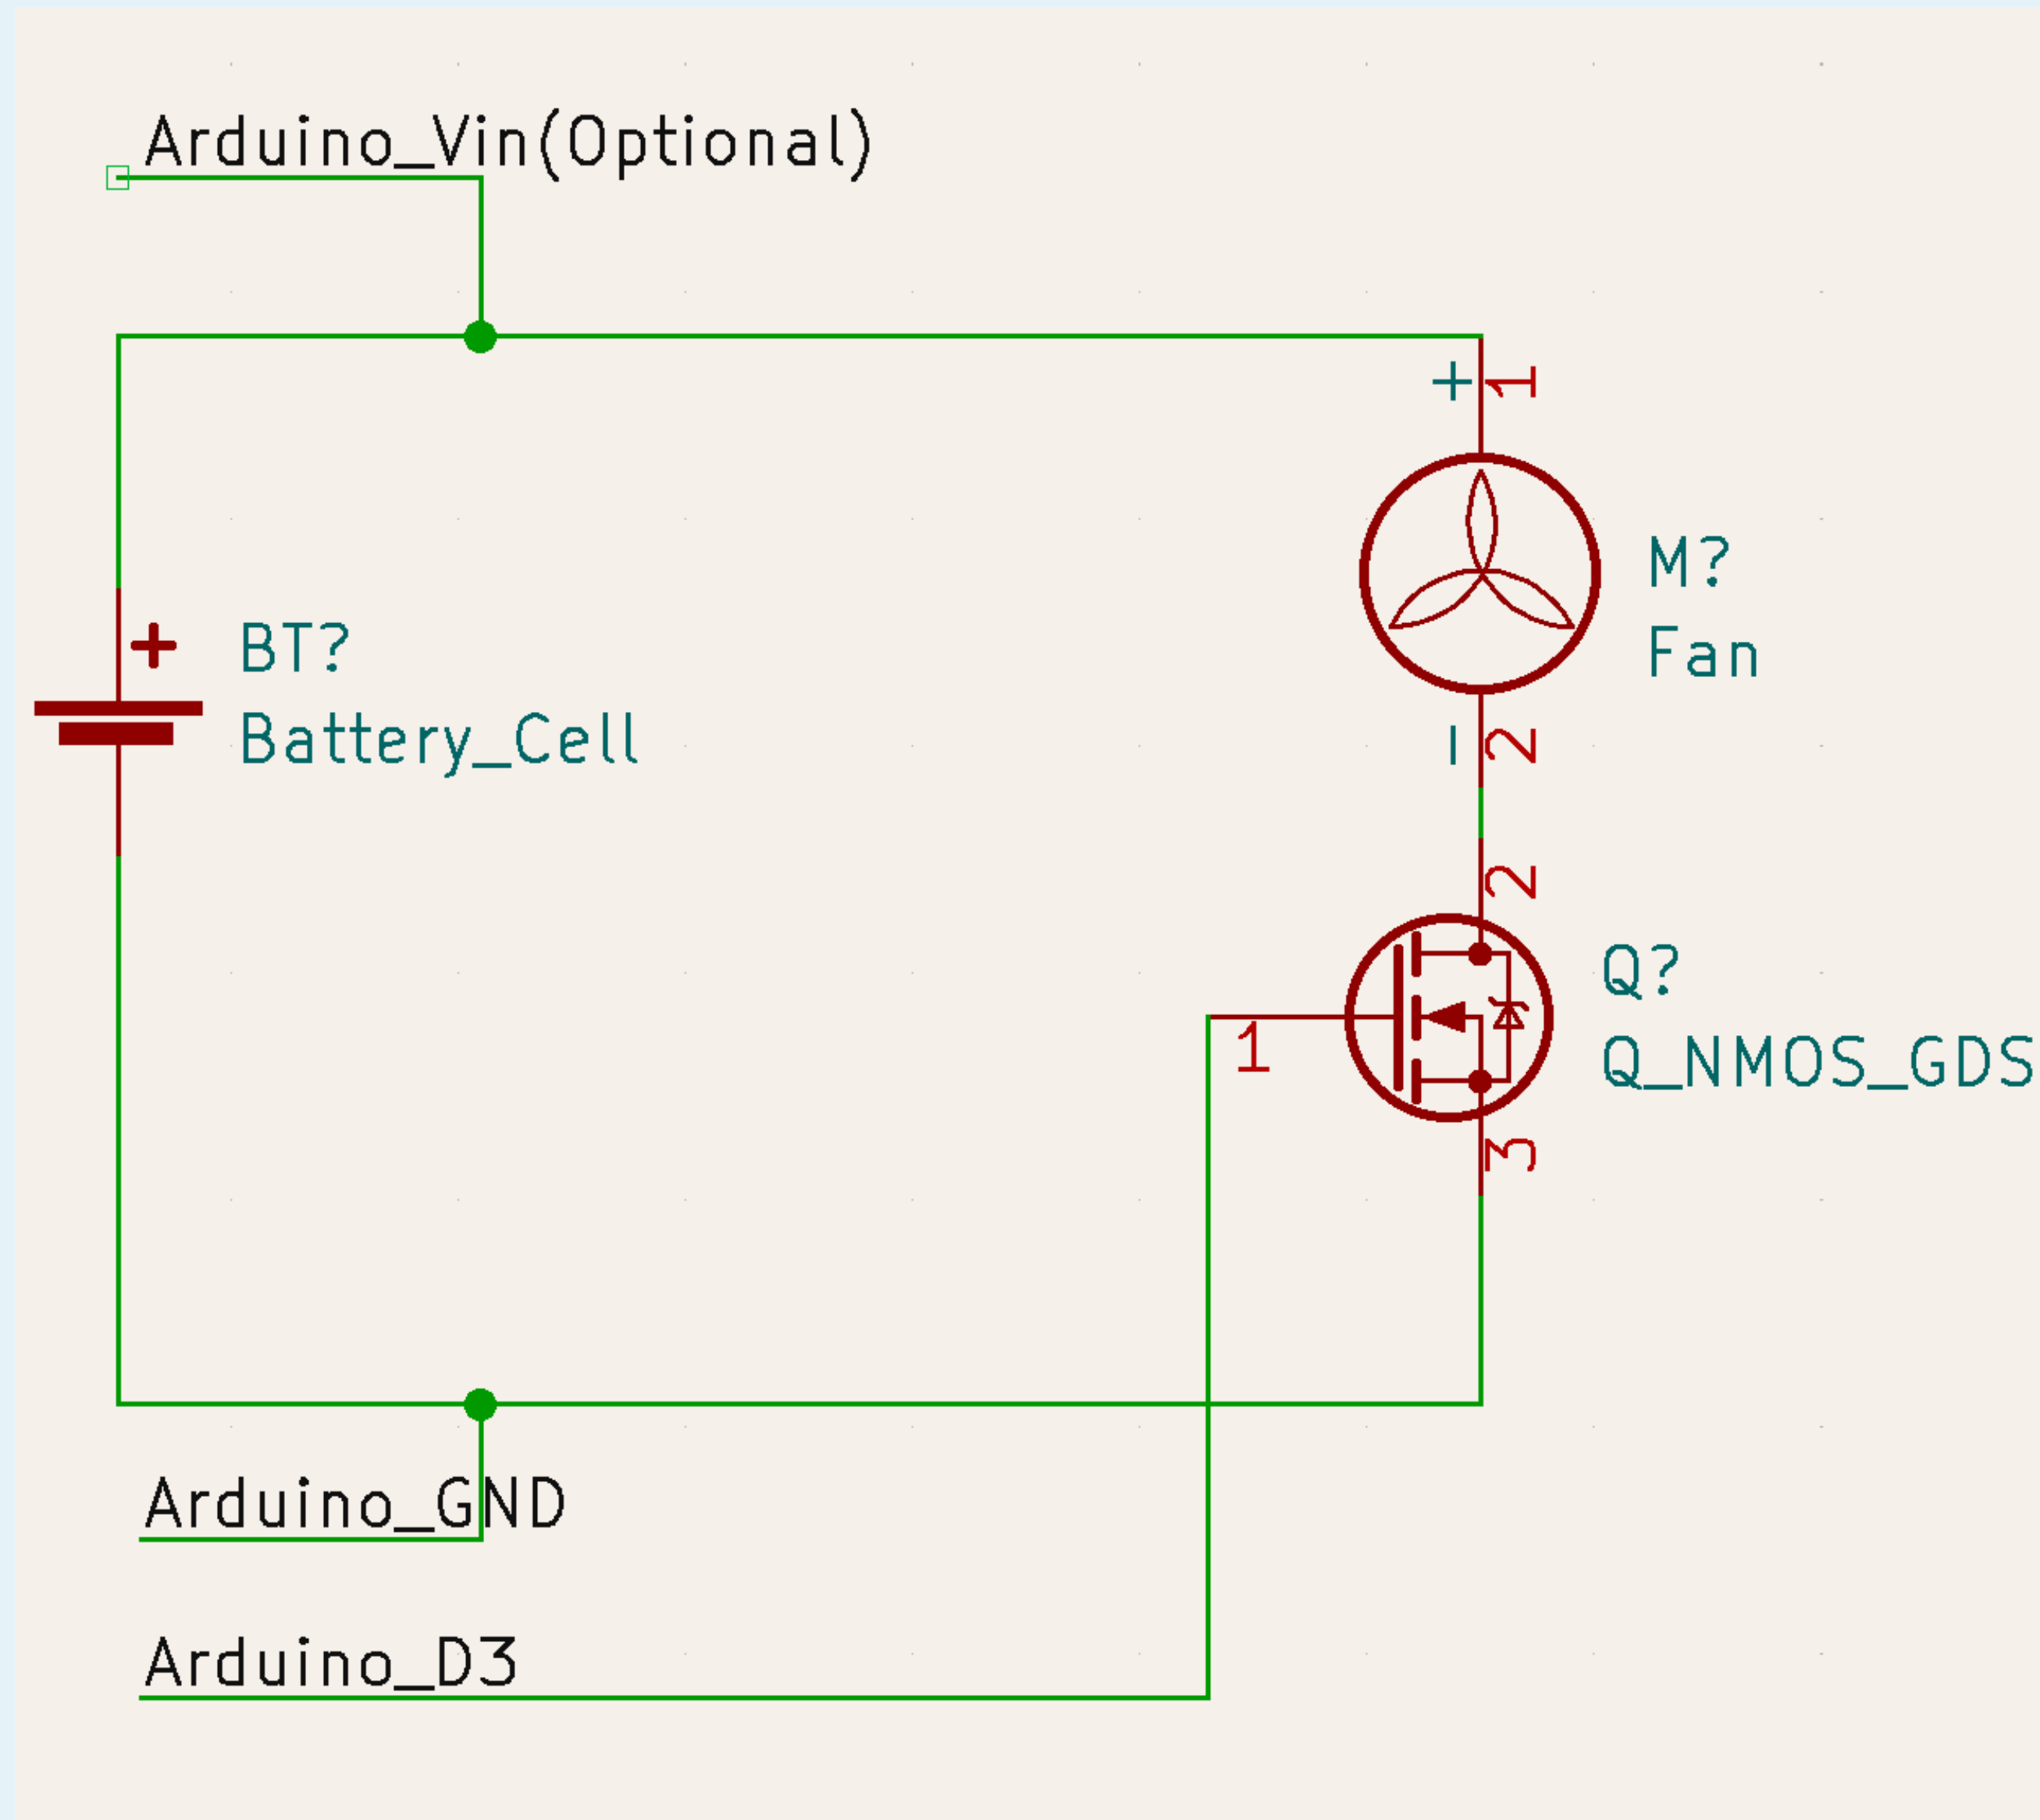 Arduino_Vin(Optional)
+
1
M?
Fan
+
BT?
Battery_Cell
-
2
2
Q?
Q_NMOS_GDS
1
3
Arduino_GND
Arduino_D3